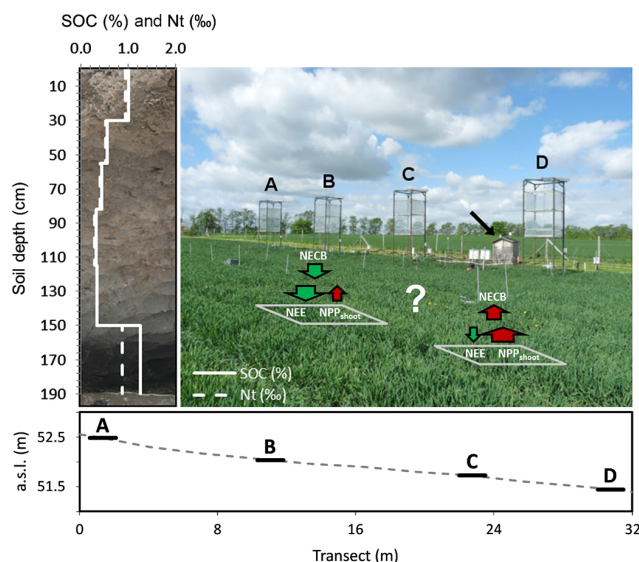 SOC (%) and Nt (‰)
0.0 1.0 2.0
10
30
50
70
90
110
130
150
170
190
Soil depth (cm)
A B C D
NECB
NEE NPPshoot
?
NECB
NEE NPPshoot
SOC (%)
Nt (‰)
52.5
51.5
a.s.l. (m)
A B C D
0 8 16 24 32
Transect (m)